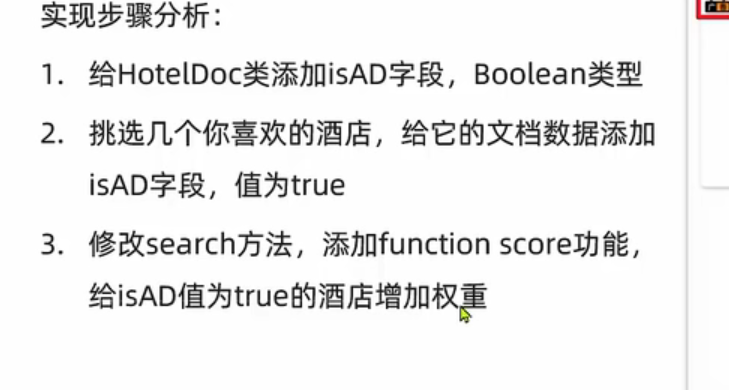 实现步骤分析：
1. 给HotelDoc类添加isAD字段，Boolean类型
2. 挑选几个你喜欢的酒店，给它的文档数据添加
isAD字段，值为true
3. 修改search方法，添加function score功能，
给isAD值为true的酒店增加权重